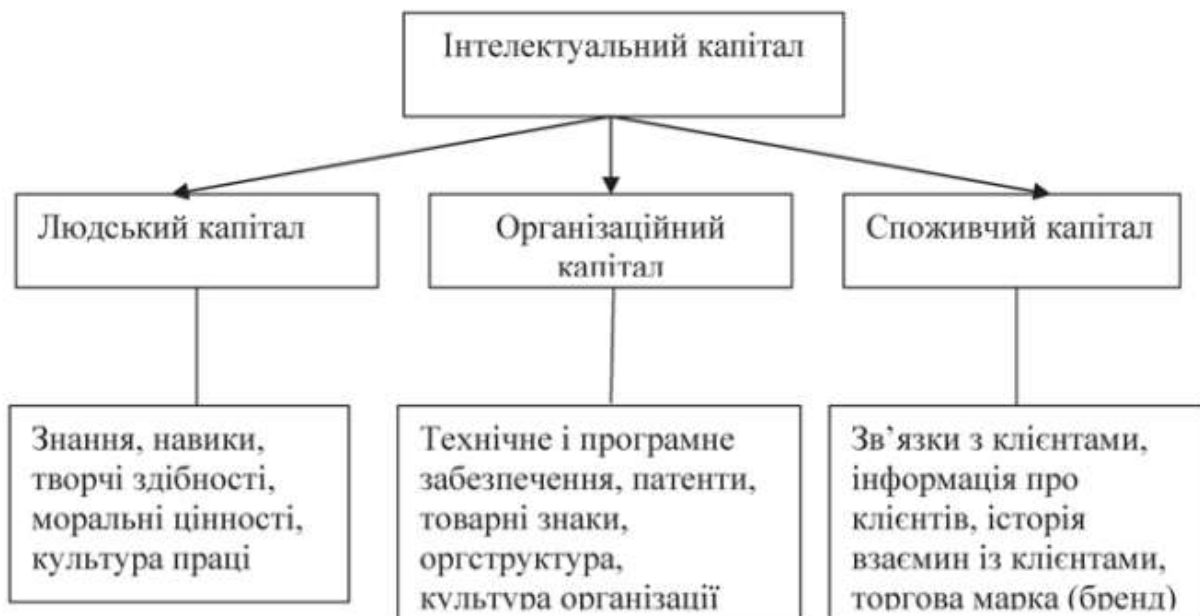 Інтелектуальний капітал
Людський капітал
Організаційний
капітал
Споживчий капітал
Знання, навики,
творчі здібності,
моральні цінності,
культура праці
Технічне і програмне
забезпечення, патенти,
товарні знаки,
оргструктура,
культура організації
Зв’язки з клієнтами,
інформація про
клієнтів, історія
взаємин із клієнтами,
торгова марка (бренд)